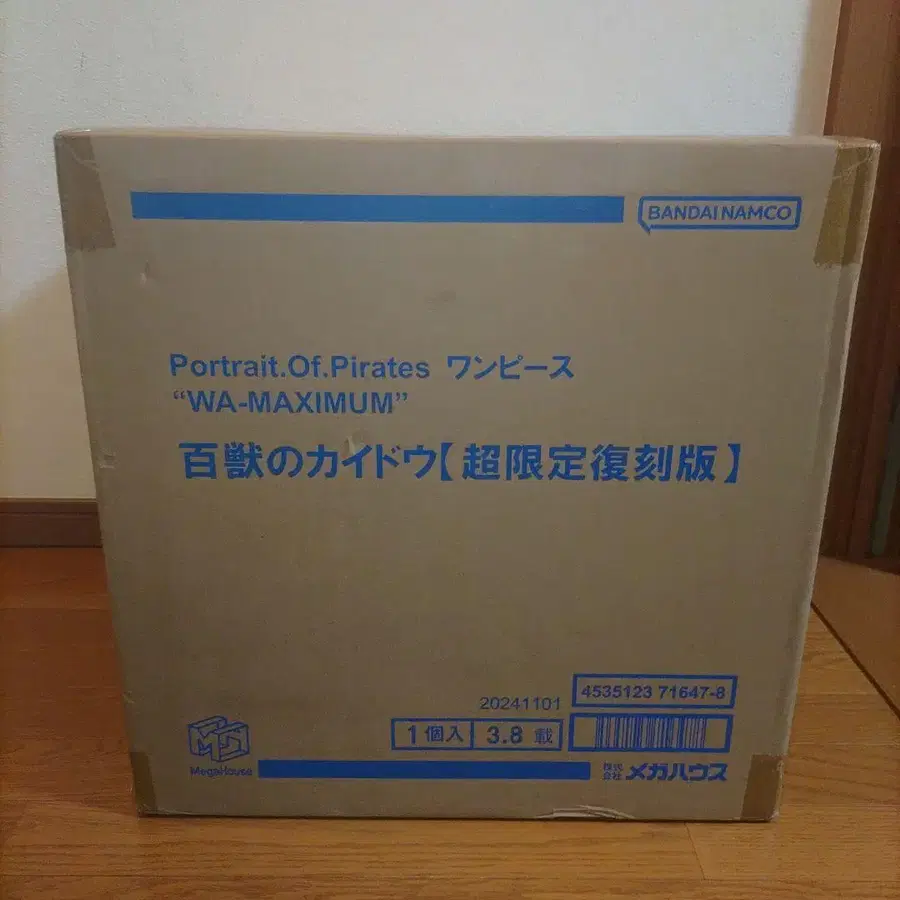 BANDAI NAMCO
Portrait.Of.Pirates ワンピース
“WA-MAXIMUM”
百獣のカイドウ【超限定復刻版】
20241101
4535123 71647-8
1個入 3.8 載
MegaHouse
株式会社 メガハウス